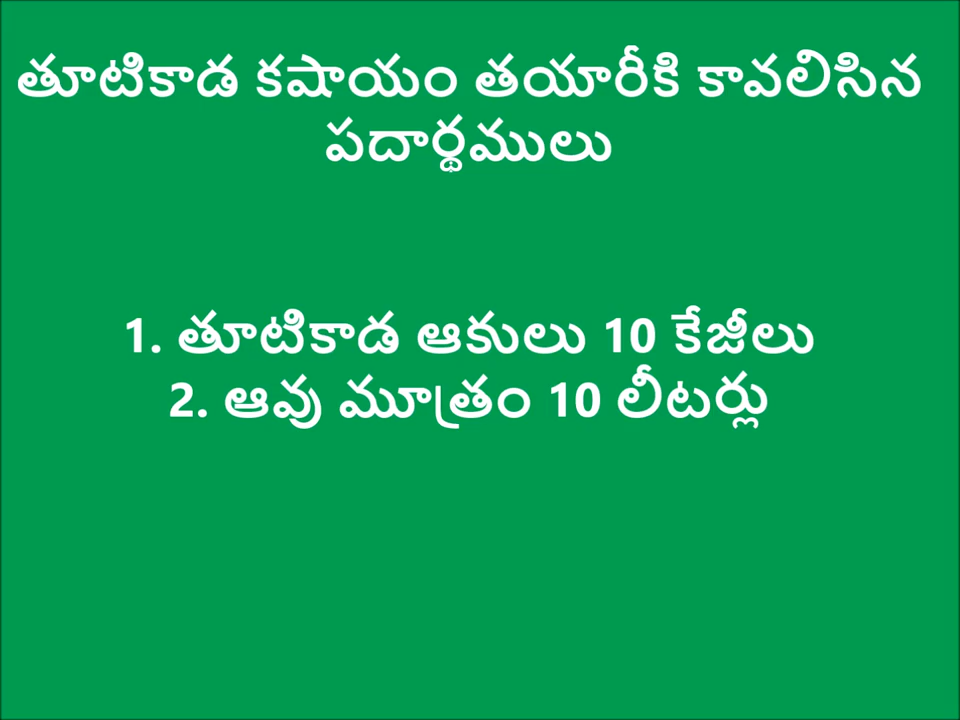 తూటికాడ కషాయం తయారీకి కావలిసిన
పదార్థములు
1. తూటికాడ ఆకులు 10 కేజీలు
2. ఆవు మూత్రం 10 లీటర్లు